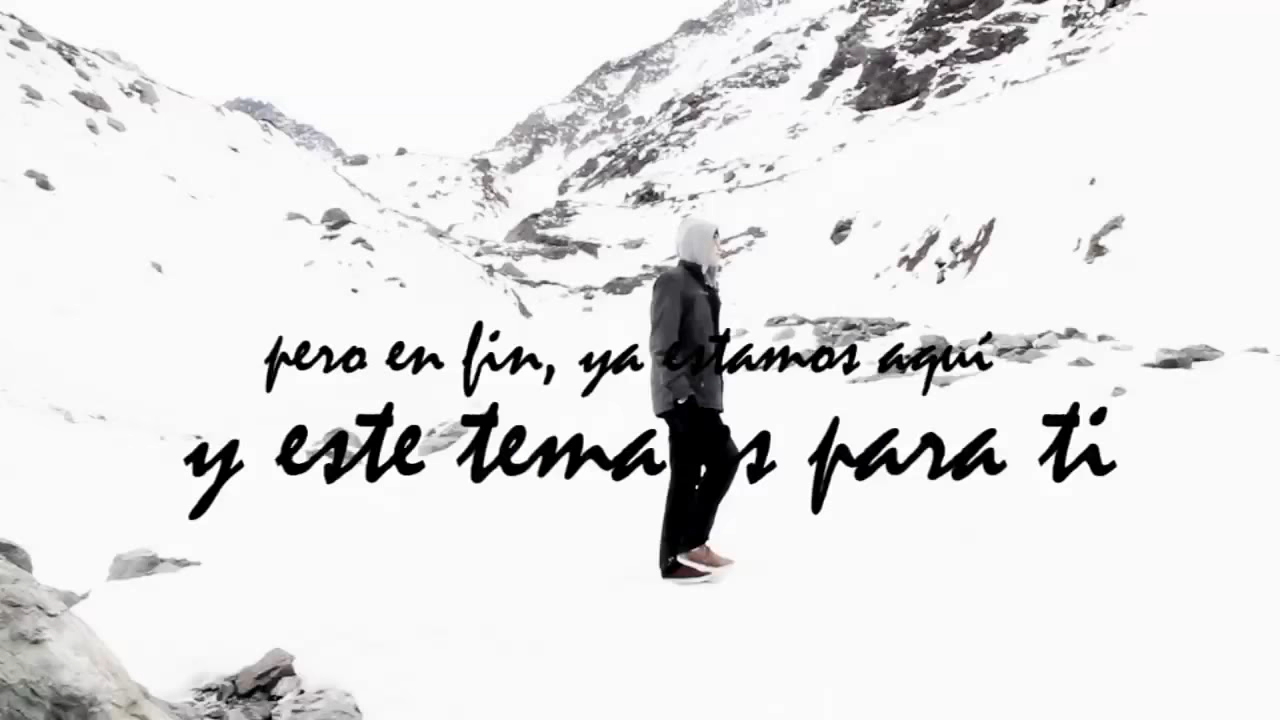 pero en fin, ya estamos aquí
y este tema es para ti